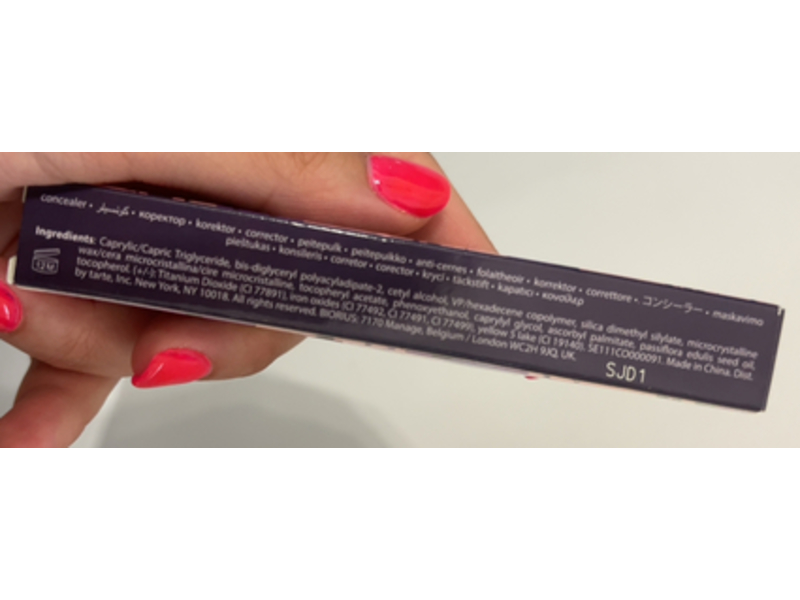 concealer • كونسيلر • коректор • korektor • corrector • peitepulk • peitepuikko • anti-cernes • folaitheoir • korrektor • correttore • コンシーラー • maskavimo
pieštukas • konsileris • corretor • corector • krycí • täckstift • kapatıcı • κονσίλερ
Ingredients: Caprylic/Capric Triglyceride, bis-diglyceryl polyacyladipate-2, cetyl alcohol, VP/hexadecene copolymer, silica dimethyl silylate, microcrystalline
wax/cera microcristallina/cire microcristalline, tocopheryl acetate, phenoxyethanol, caprylyl glycol, ascorbyl palmitate, passiflora edulis seed oil,
tocopherol. (+/-): Titanium Dioxide (CI 77891), iron oxides (CI 77492, CI 77491, CI 77499), yellow 5 lake (CI 19140). SE111CO000091. Made in China. Dist.
by tarte, Inc. New York, NY 10018. All rights reserved. BIORIUS: 7170 Manage, Belgium / London WC2H 9JQ UK.
12M
SJD1